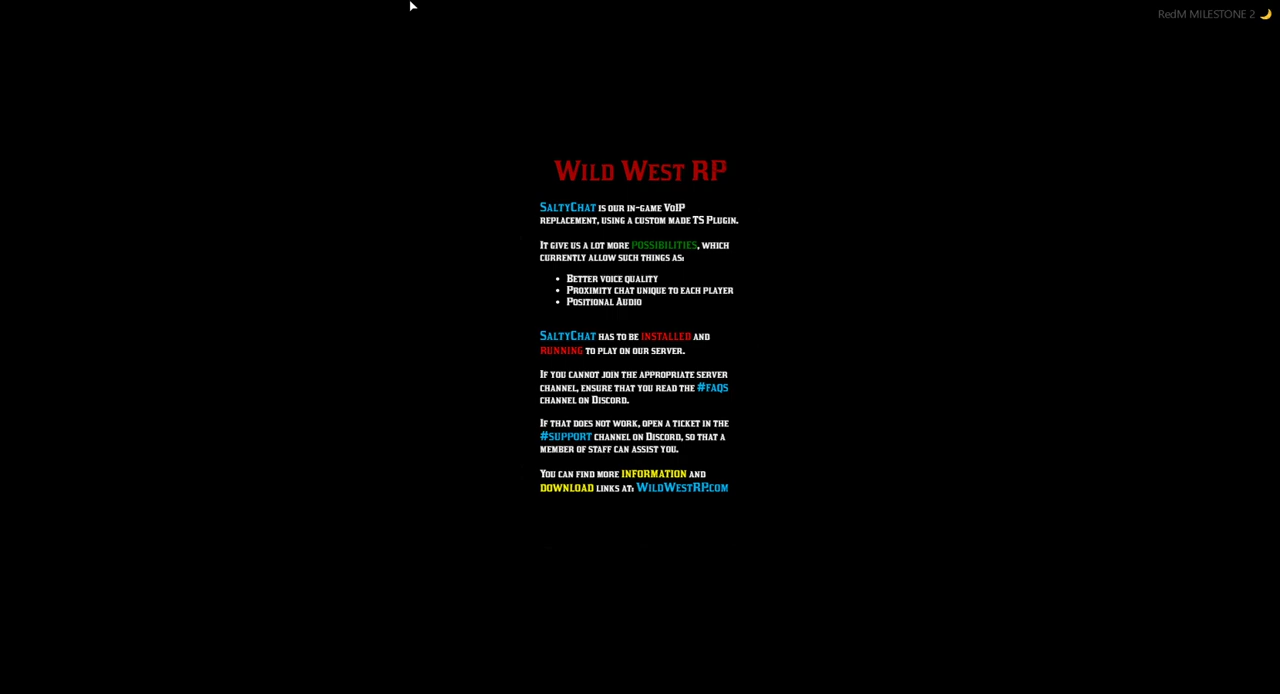 RedM MILESTONE 2 🌙
Wild West RP
SaltyChat is our in-game VoIP
replacement, using a custom made TS Plugin.
It give us a lot more possibilities, which
currently allow such things as:
• Better voice quality
• Proximity chat unique to each player
• Positional Audio
SaltyChat has to be installed and
running to play on our server.
If you cannot join the appropriate server
channel, ensure that you read the #faqs
channel on Discord.
If that does not work, open a ticket in the
#support channel on Discord, so that a
member of staff can assist you.
You can find more information and
download links at: WildWestRP.com